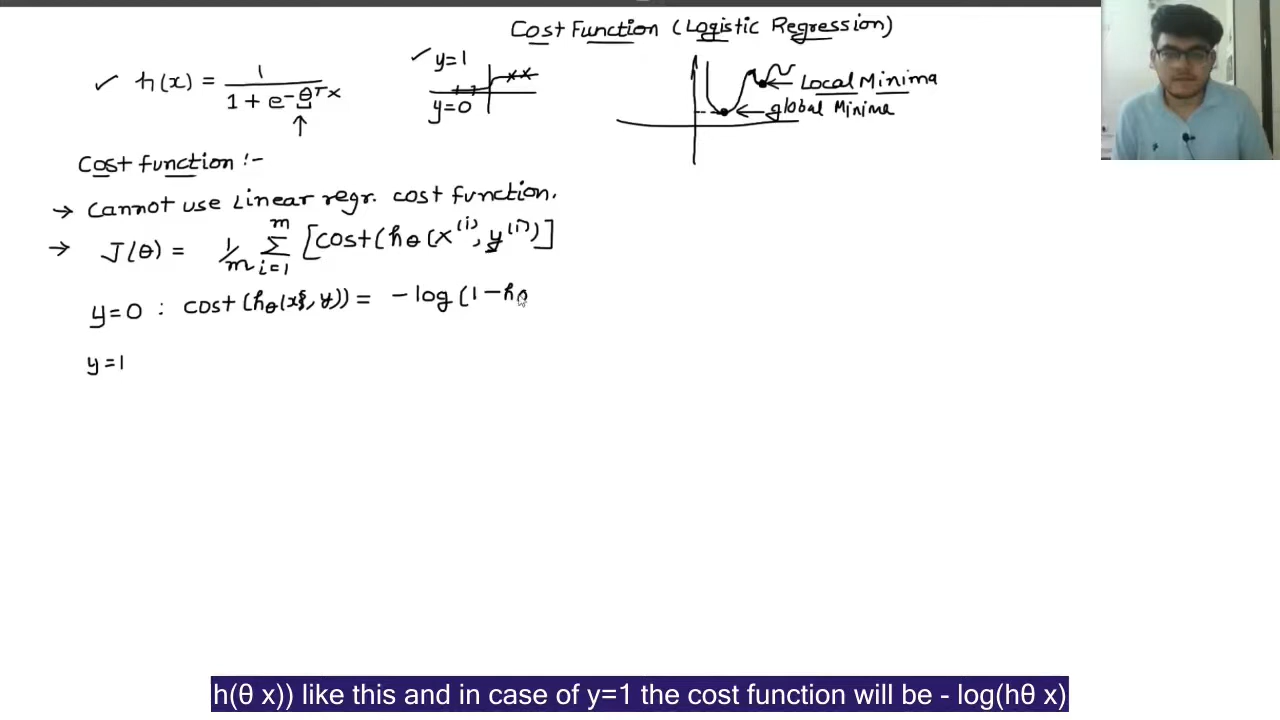 Cost Function (Logistic Regression)
✓ h(x) = 1 / (1 + e^-θᵀx)
↑
✓ y=1
y=0
Local Minima
global Minima
Cost function :-
→ Cannot use Linear regr. cost function.
→ J(θ) = 1/m Σ_{i=1}^{m} [cost(hθ(x⁽ⁱ⁾, y⁽ⁱ⁾)]
y=0 : cost(hθ(x), y)) = -log(1-hθ
y=1
h(θ x)) like this and in case of y=1 the cost function will be - log(hθ x)